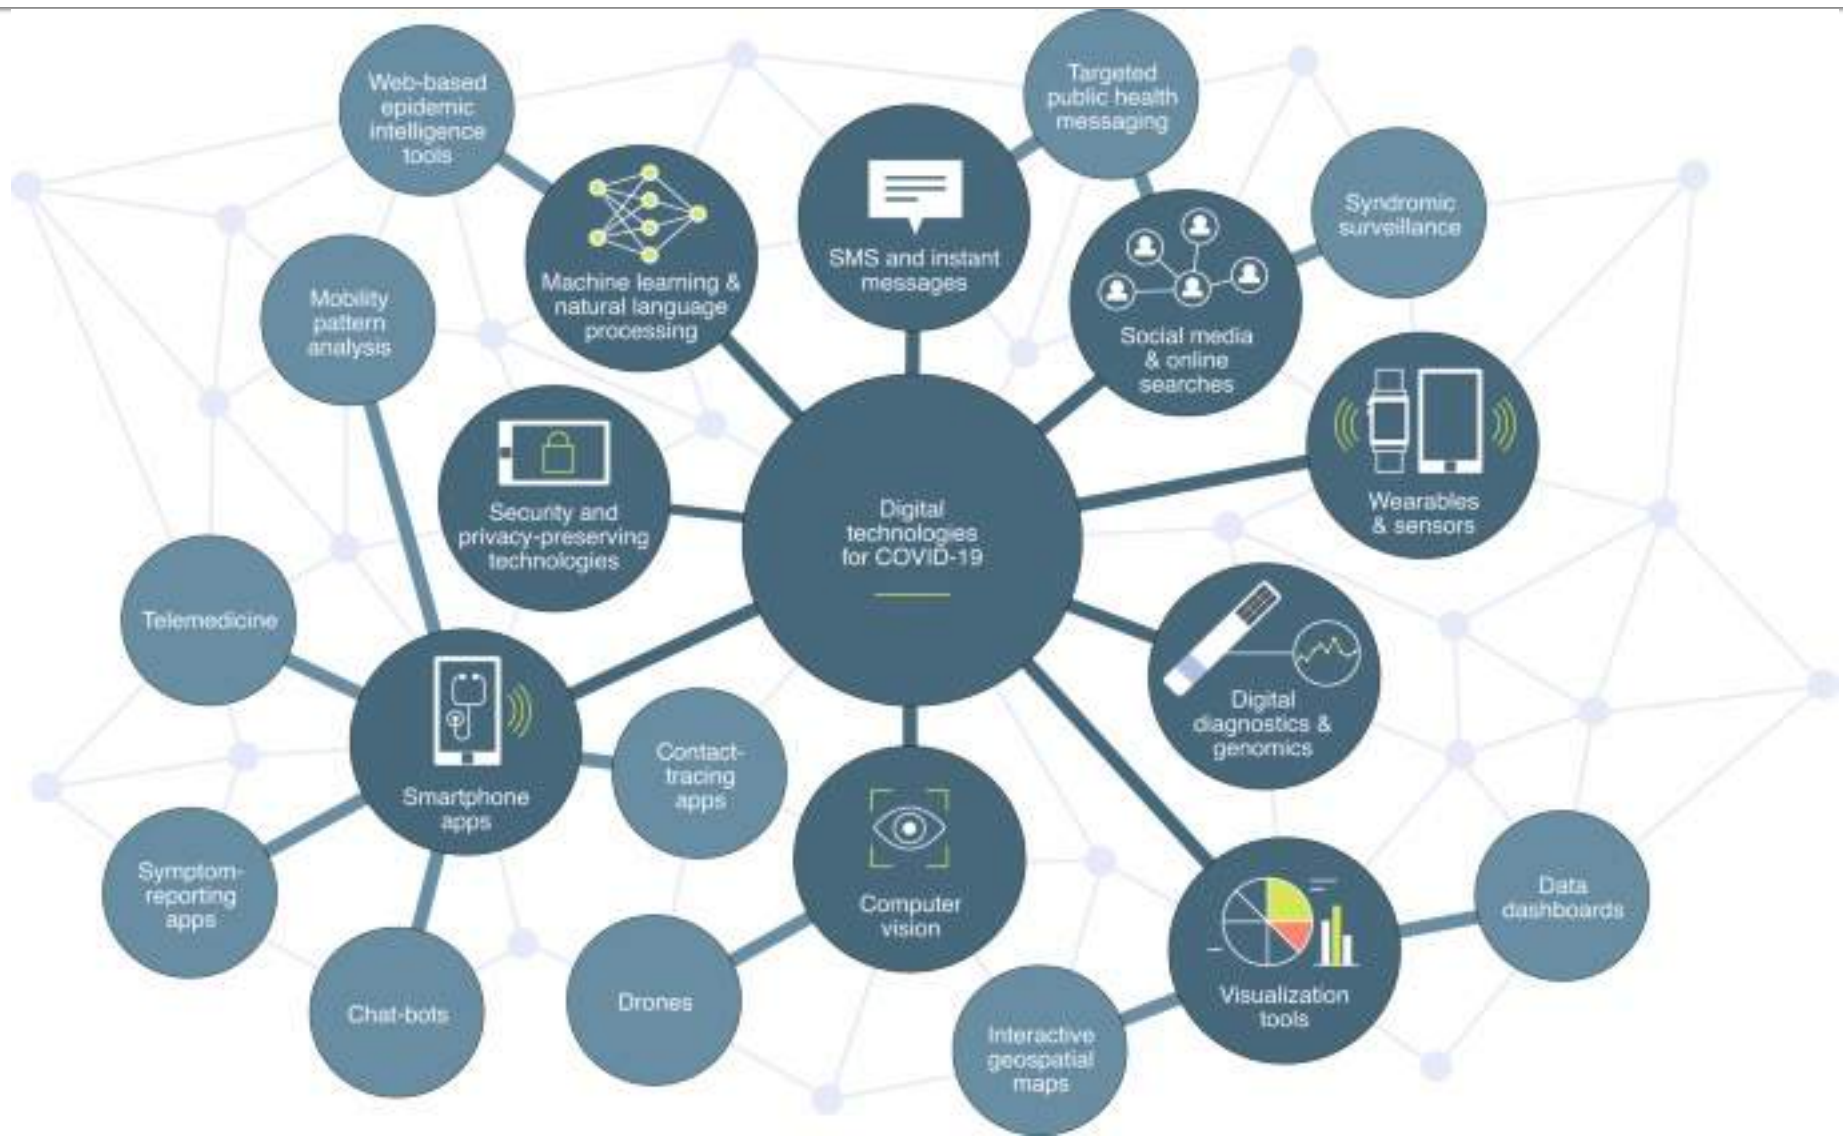 Web-based
epidemic
intelligence
tools
Targeted
public health
messaging
Machine learning &
natural language
processing
SMS and instant
messages
Social media
& online
searches
Syndromic
surveillance
Mobility
pattern
analysis
Security and
privacy-preserving
technologies
Digital
technologies
for COVID-19
Wearables
& sensors
Telemedicine
Smartphone
apps
Contact-
tracing
apps
Digital
diagnostics &
genomics
Symptom-
reporting
apps
Computer
vision
Data
dashboards
Chat-bots
Drones
Interactive
geospatial
maps
Visualization
tools